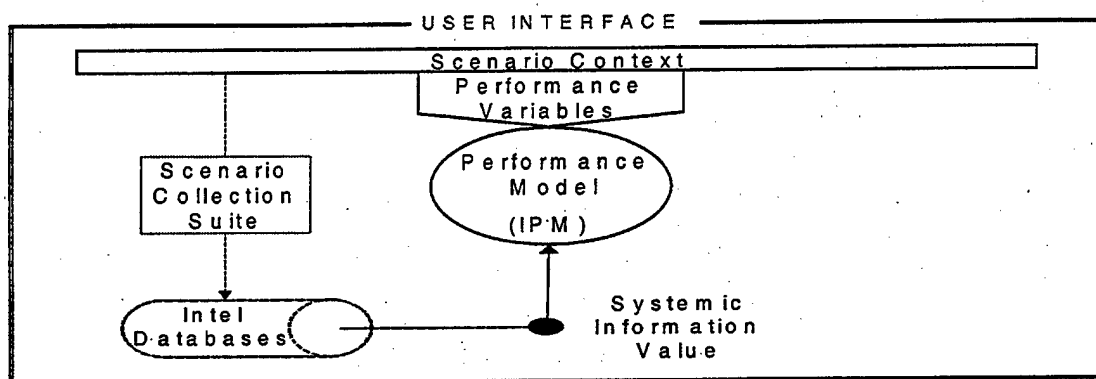 USER INTERFACE
Scenario Context
Performance
Variables
Performance
Model
(IPM)
Scenario
Collection
Suite
Intel
Databases
Systemic
Information
Value